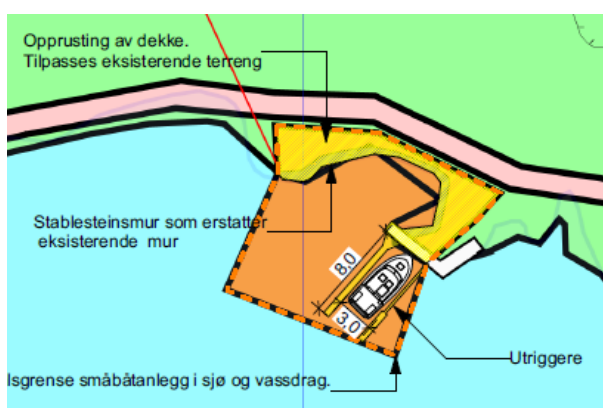 Opprusting av dekke.
Tilpasses eksisterende terreng
Stablesteinsmur som erstatter
eksisterende mur
8.0
3.0
Utriggere
lsgrense småbåtanlegg i sjø og vassdrag.